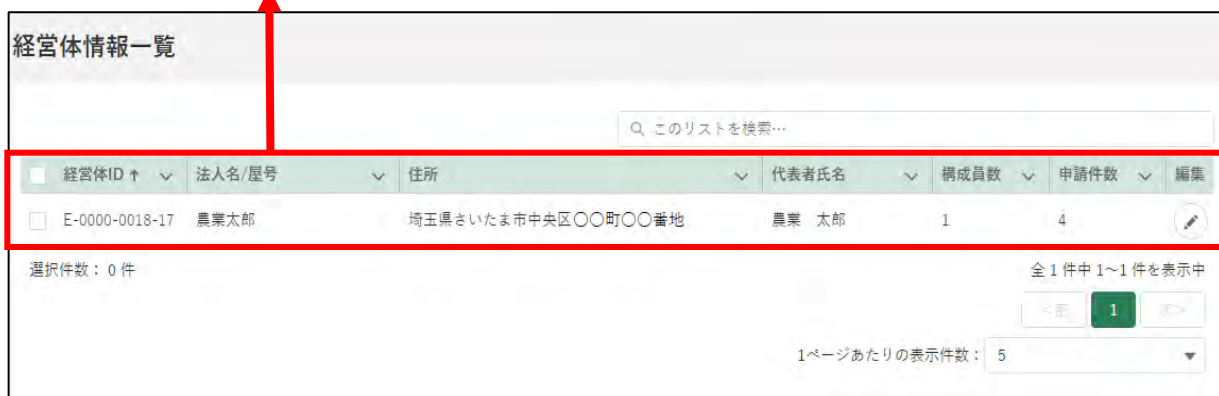 経営体情報一覧
このリストを検索…
経営体ID↑ 法人名/屋号 住所 代表者氏名 構成員数 申請件数 編集
E-0000-0018-17 農業太郎 埼玉県さいたま市中央区〇〇町〇〇番地 農業　太郎 1 4
選択件数： 0 件 全 1 件中 1～1 件を表示中
<前 1 次>
1ページあたりの表示件数： 5